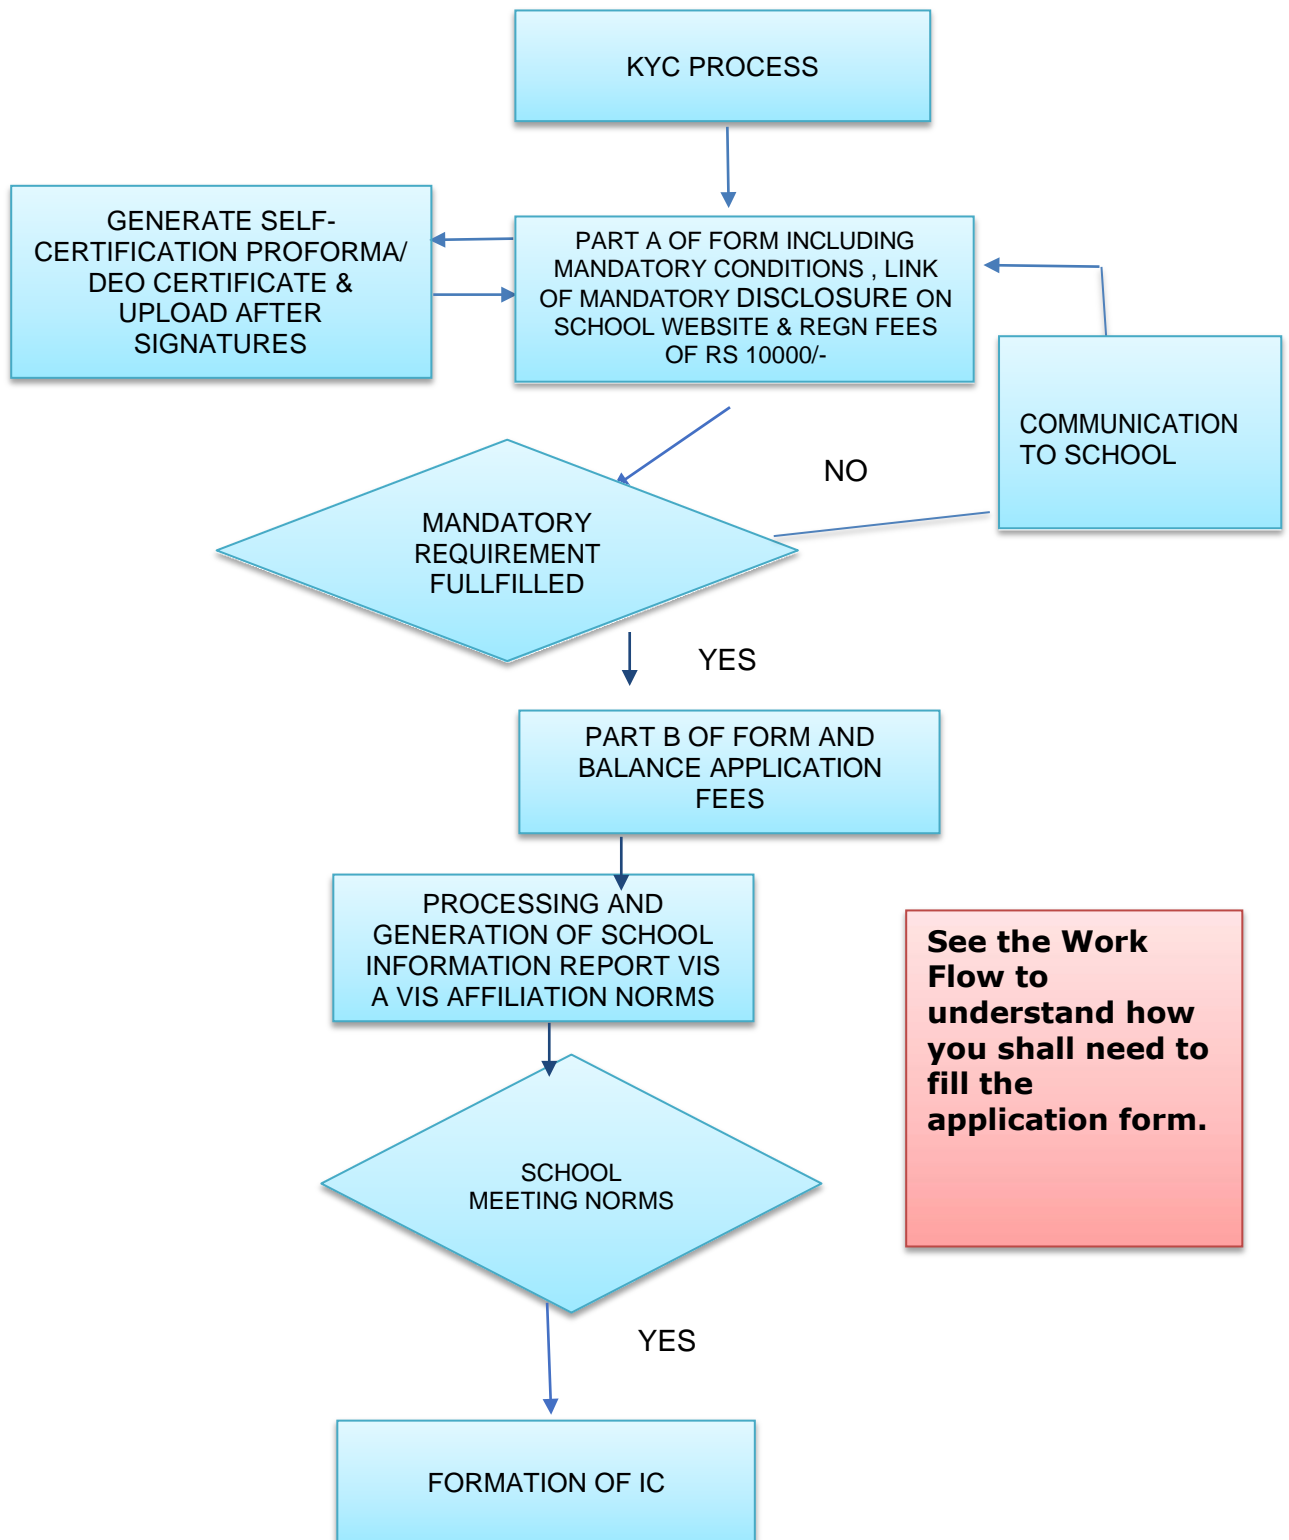 KYC PROCESS
GENERATE SELF-
CERTIFICATION PROFORMA/
DEO CERTIFICATE &
UPLOAD AFTER
SIGNATURES
PART A OF FORM INCLUDING
MANDATORY CONDITIONS , LINK
OF MANDATORY DISCLOSURE ON
SCHOOL WEBSITE & REGN FEES
OF RS 10000/-
COMMUNICATION
TO SCHOOL
NO
MANDATORY
REQUIREMENT
FULLFILLED
YES
PART B OF FORM AND
BALANCE APPLICATION
FEES
PROCESSING AND
GENERATION OF SCHOOL
INFORMATION REPORT VIS
A VIS AFFILIATION NORMS
See the Work
Flow to
understand how
you shall need to
fill the
application form.
SCHOOL
MEETING NORMS
YES
FORMATION OF IC